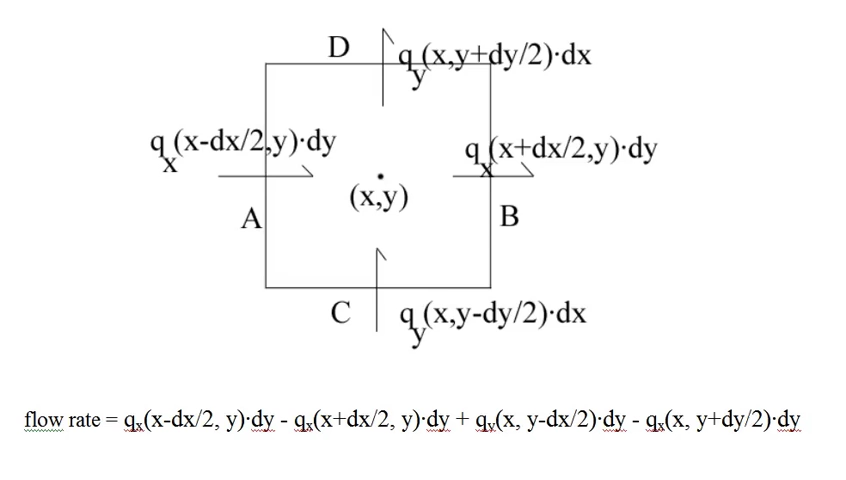 D
qy(x,y+dy/2)·dx
qx(x-dx/2,y)·dy
qx(x+dx/2,y)·dy
(x,y)
A
B
C
qy(x,y-dy/2)·dx
flow rate = qx(x-dx/2, y)·dy - qx(x+dx/2, y)·dy + qy(x, y-dx/2)·dy - qx(x, y+dy/2)·dy